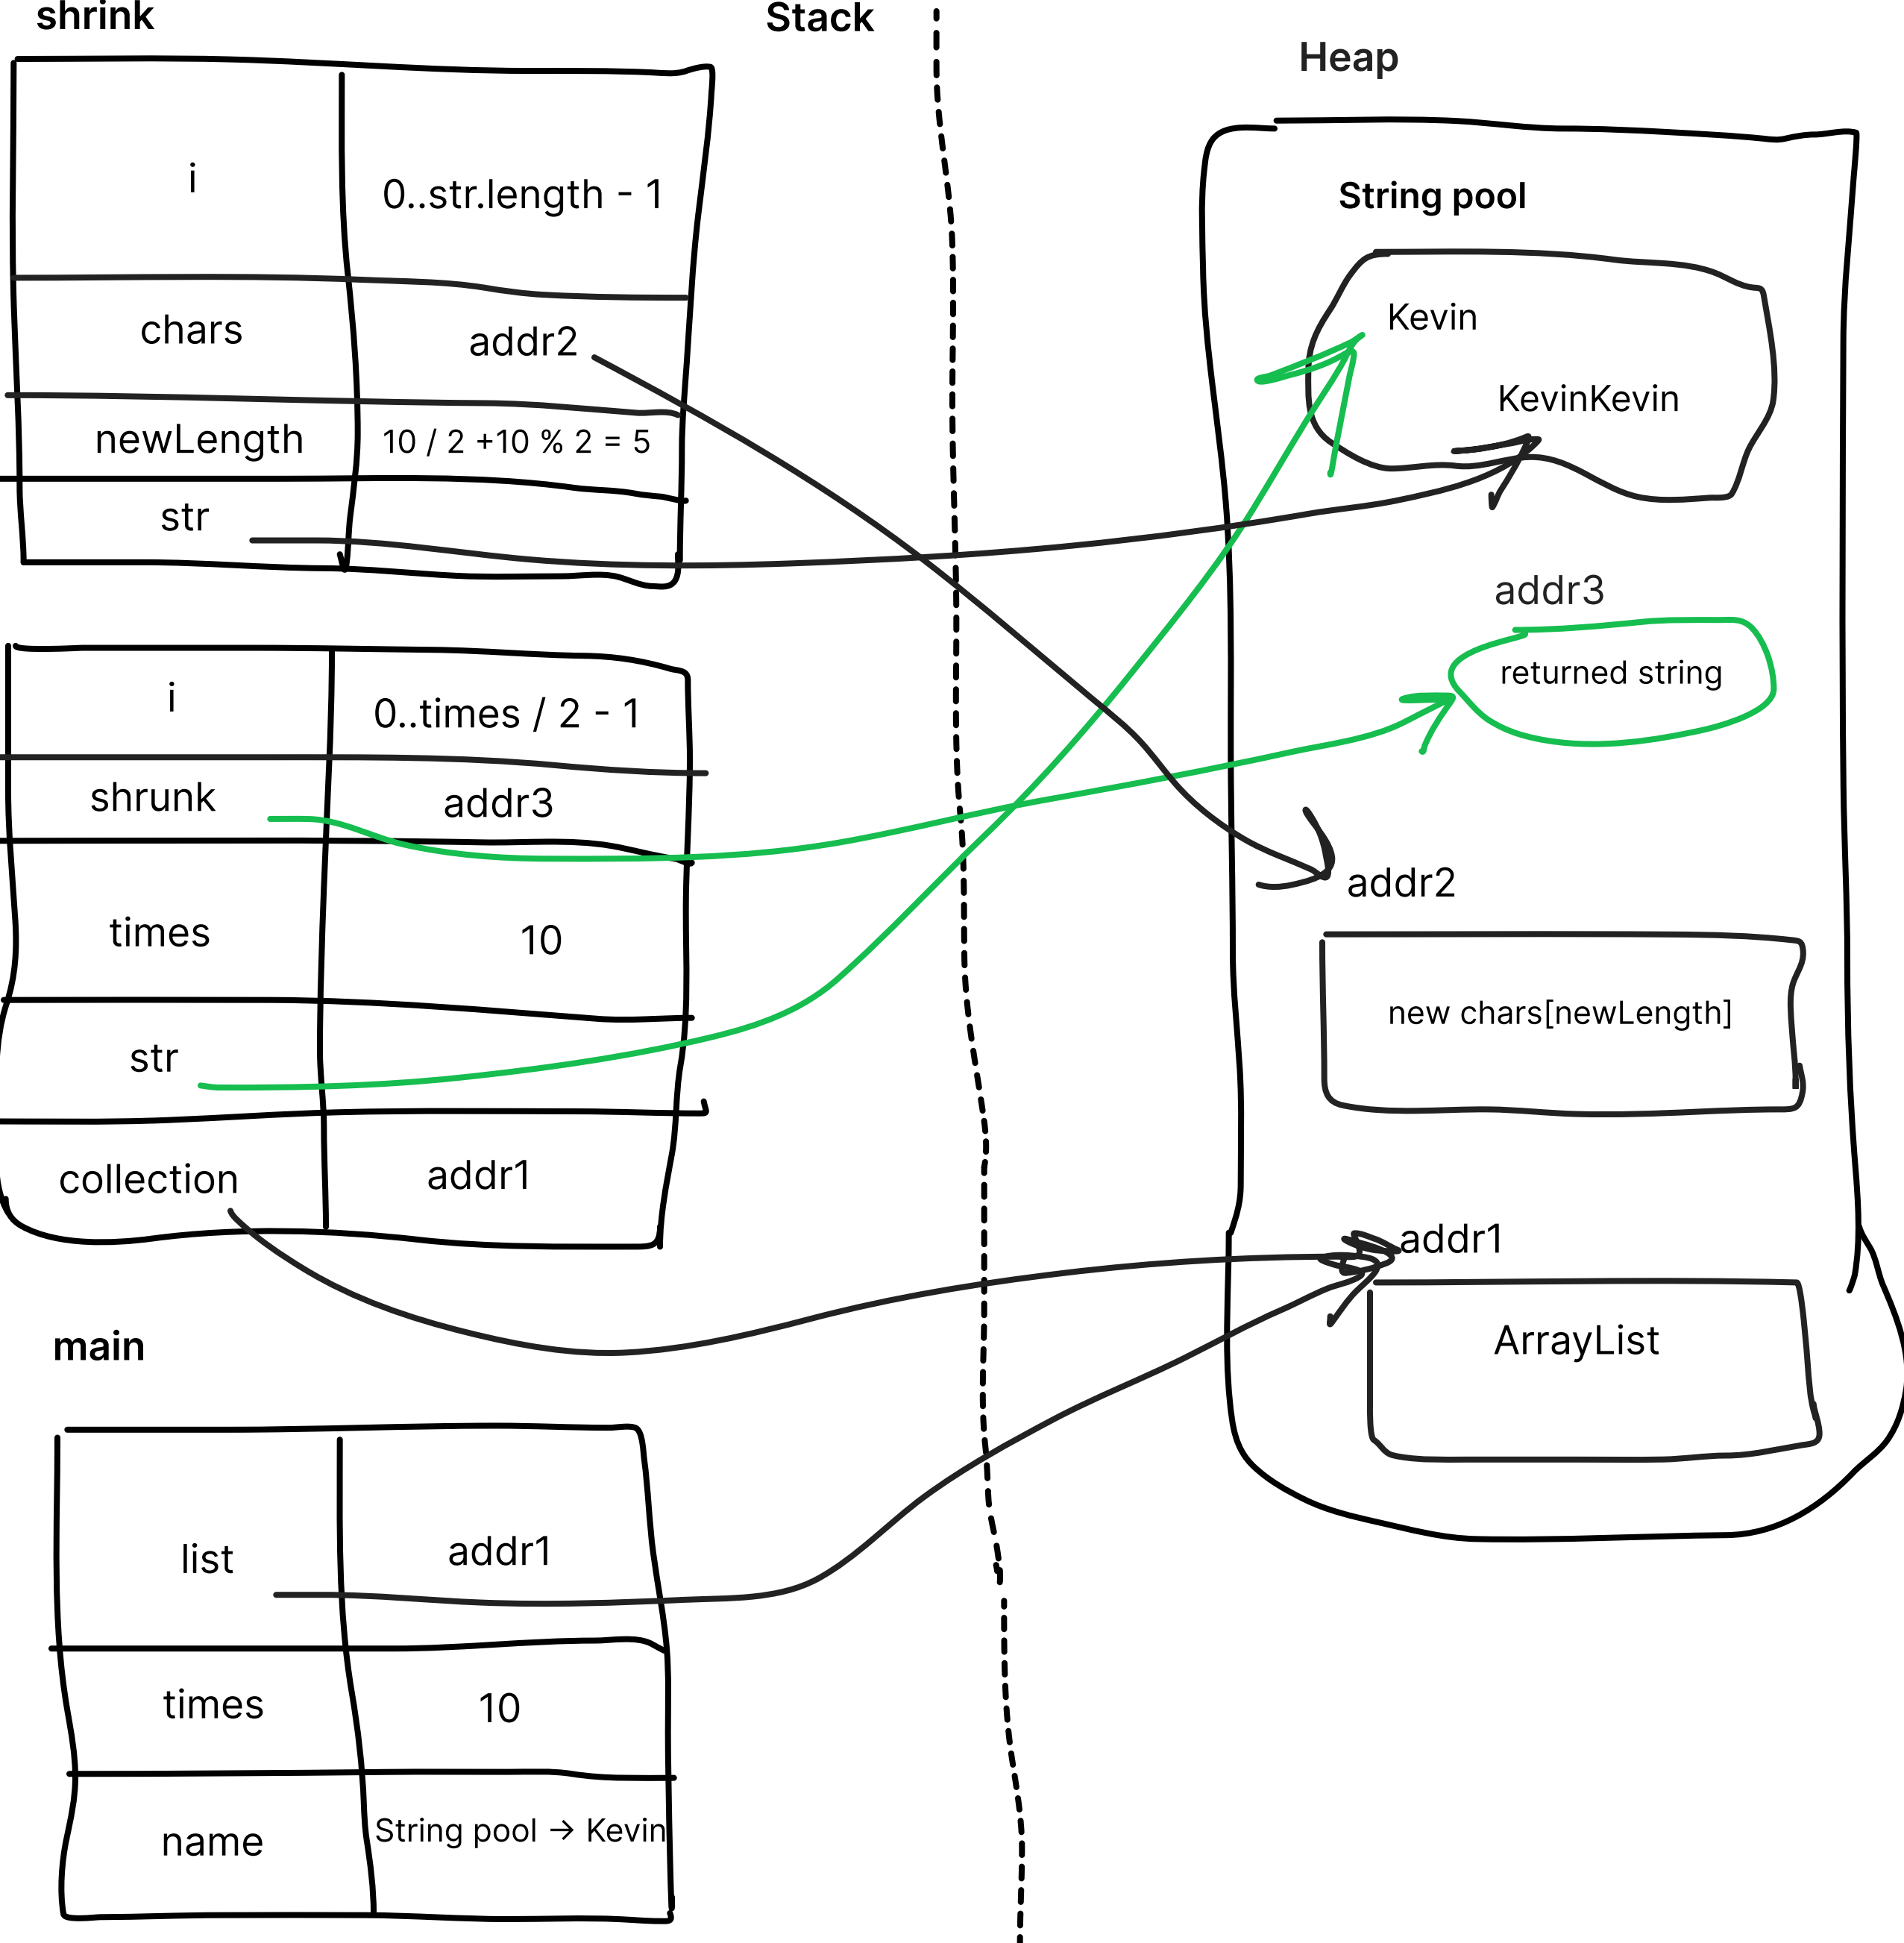 shrink
Stack
i
0..str.length - 1
chars
addr2
newLength
10 / 2 +10 % 2 = 5
str
i
0..times / 2 - 1
shrunk
addr3
times
10
str
collection
addr1
main
list
addr1
times
10
name
String pool → Kevin
Heap
String pool
Kevin
KevinKevin
addr3
returned string
addr2
new chars[newLength]
addr1
ArrayList